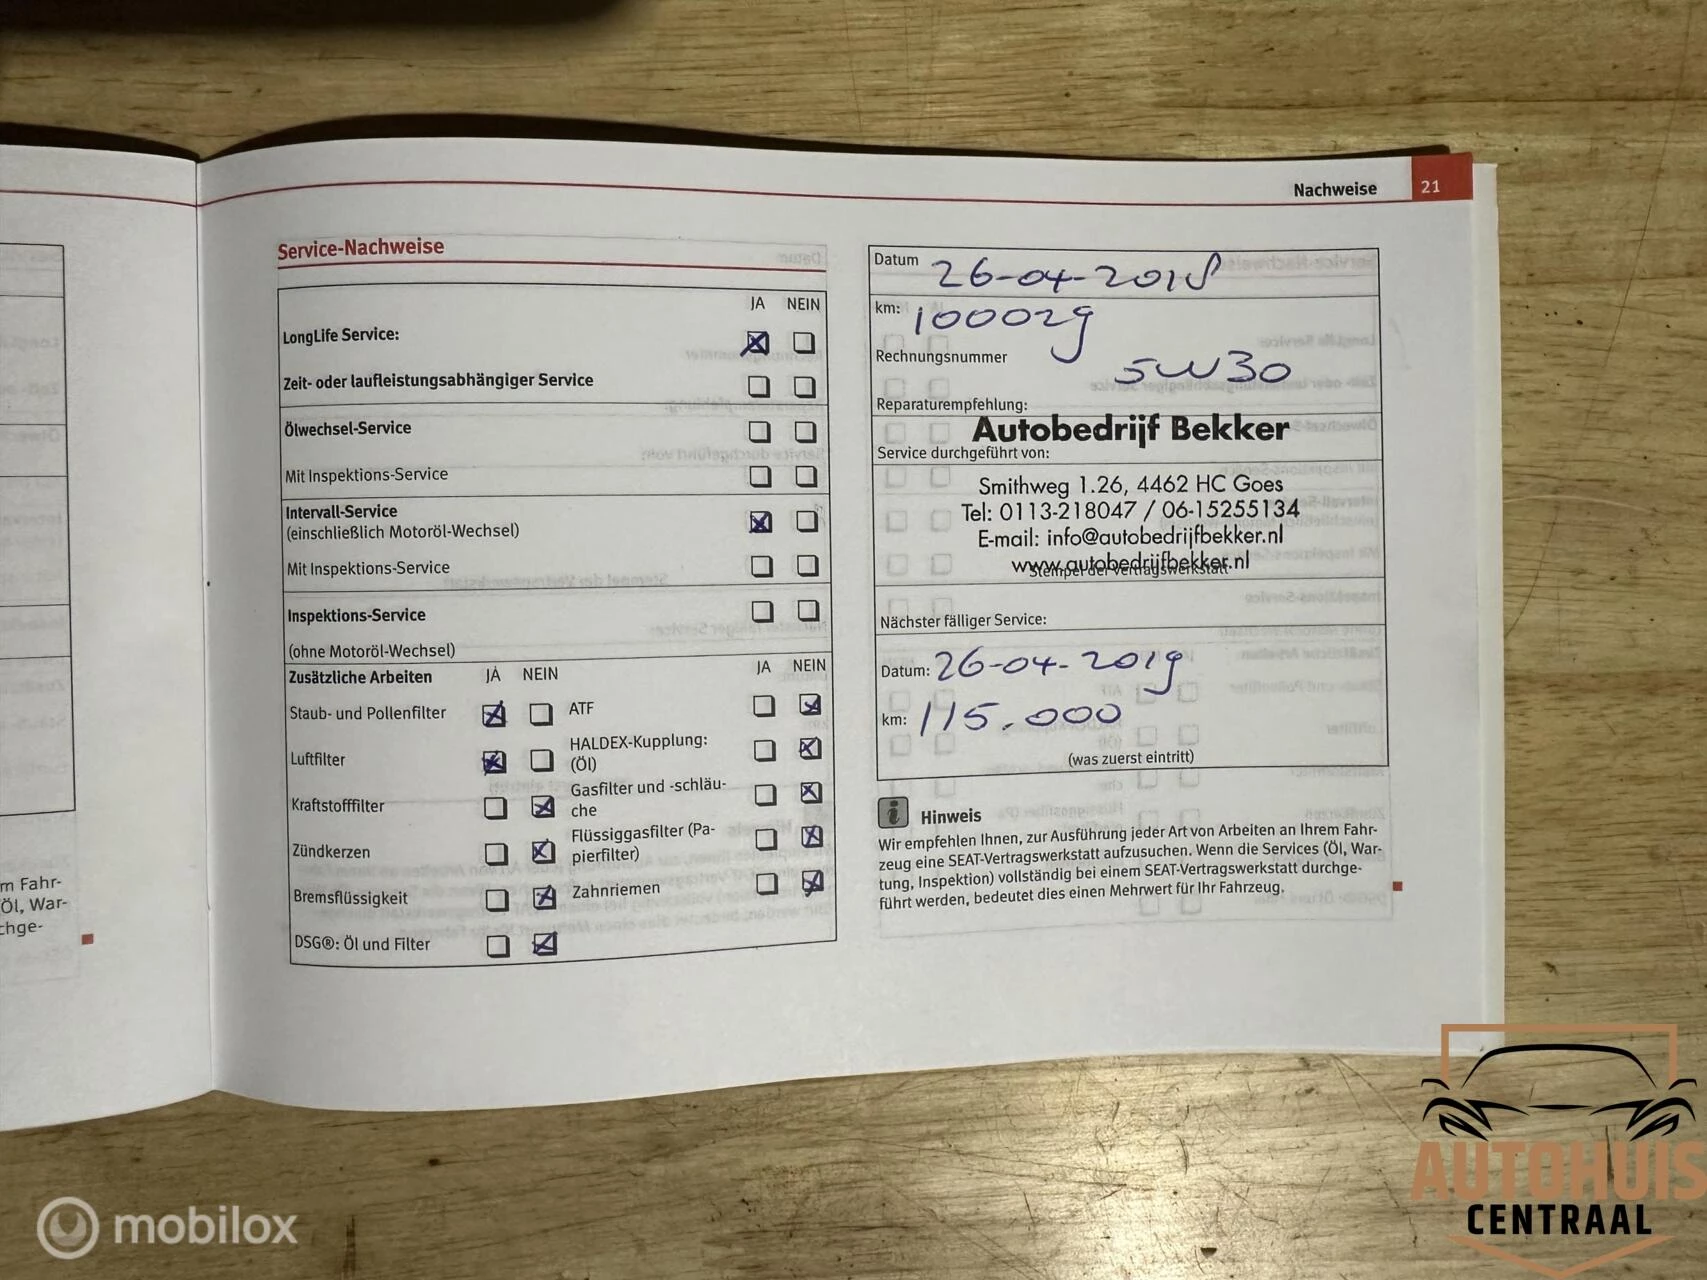 Nachweise 21
Service-Nachweise
JA NEIN
LongLife Service:
Zeit- oder laufleistungsabhängiger Service
Ölwechsel-Service
Mit Inspektions-Service
Intervall-Service
(einschließlich Motoröl-Wechsel)
Mit Inspektions-Service
Inspektions-Service
(ohne Motoröl-Wechsel)
Zusätzliche Arbeiten JA NEIN JA NEIN
Staub- und Pollenfilter ATF
Luftfilter HALDEX-Kupplung:
(Öl)
Kraftstofffilter Gasfilter und -schläu-
che
Zündkerzen Flüssiggasfilter (Pa-
pierfilter)
Bremsflüssigkeit Zahnriemen
DSG®: Öl und Filter
Datum 26-04-2018
km: 100029
Rechnungsnummer
5W30
Reparaturempfehlung:
Autobedrijf Bekker
Service durchgeführt von:
Smithweg 1.26, 4462 HC Goes
Tel: 0113-218047 / 06-15255134
E-mail: info@autobedrijfbekker.nl
www.autobedrijfbekker.nl
Stempel der Vertragswerkstatt
Nächster fälliger Service:
Datum: 26-04-2019
km: 115.000
(was zuerst eintritt)
i Hinweis
Wir empfehlen Ihnen, zur Ausführung jeder Art von Arbeiten an Ihrem Fahr-
zeug eine SEAT-Vertragswerkstatt aufzusuchen. Wenn die Services (Öl, War-
tung, Inspektion) vollständig bei einem SEAT-Vertragswerkstatt durchge-
führt werden, bedeutet dies einen Mehrwert für Ihr Fahrzeug.
m Fahr-
Öl, War-
chge-
mobilox
AUTOHUIS
CENTRAAL